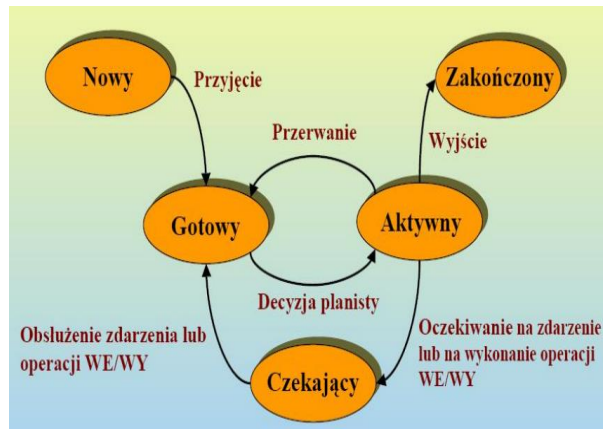 Nowy
Zakończony
Przyjęcie
Przerwanie
Wyjście
Gotowy
Aktywny
Decyzja planisty
Obsłużenie zdarzenia lub
operacji WE/WY
Oczekiwanie na zdarzenie
lub na wykonanie operacji
WE/WY
Czekający